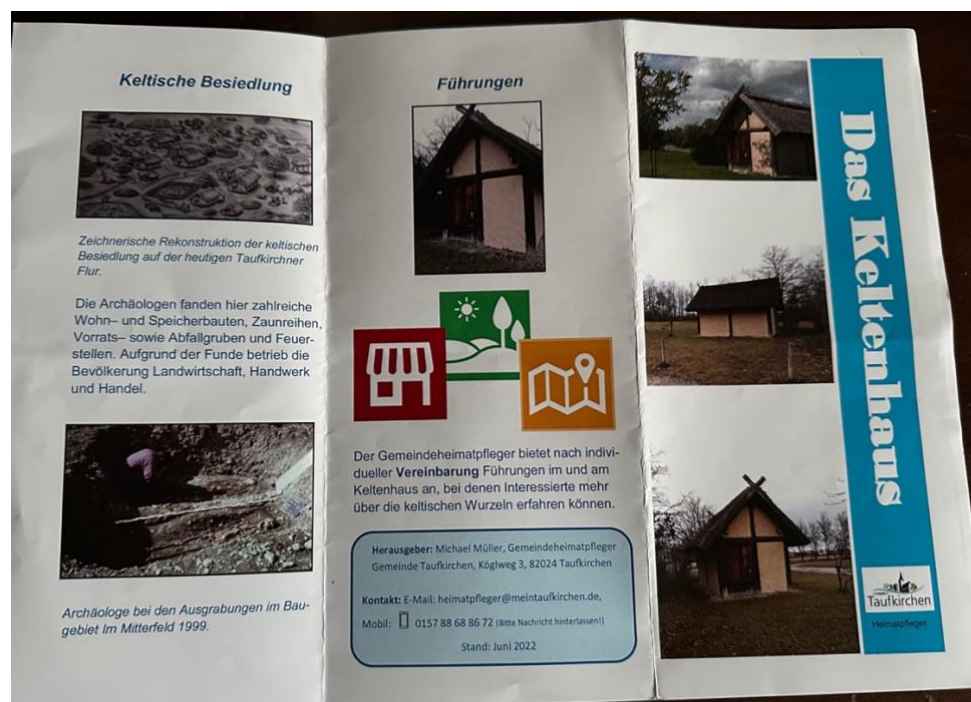 Keltische Besiedlung
Zeichnerische Rekonstruktion der keltischen
Besiedlung auf der heutigen Taufkirchner
Flur.
Die Archäologen fanden hier zahlreiche
Wohn– und Speicherbauten, Zaunreihen,
Vorrats– sowie Abfallgruben und Feuer-
stellen. Aufgrund der Funde betrieb die
Bevölkerung Landwirtschaft, Handwerk
und Handel.
Archäologe bei den Ausgrabungen im Bau-
gebiet Im Mitterfeld 1999.
Führungen
Der Gemeindeheimatpfleger bietet nach indivi-
dueller Vereinbarung Führungen im und am
Keltenhaus an, bei denen Interessierte mehr
über die keltischen Wurzeln erfahren können.
Herausgeber: Michael Müller, Gemeindeheimatpfleger
Gemeinde Taufkirchen, Köglweg 3, 82024 Taufkirchen
Kontakt: E-Mail: heimatpfleger@meintaufkirchen.de,
Mobil: 0157 88 68 86 72 (Bitte Nachricht hinterlassen!)
Stand: Juni 2022
Das Keltenhaus
Taufkirchen
Heimatpfleger